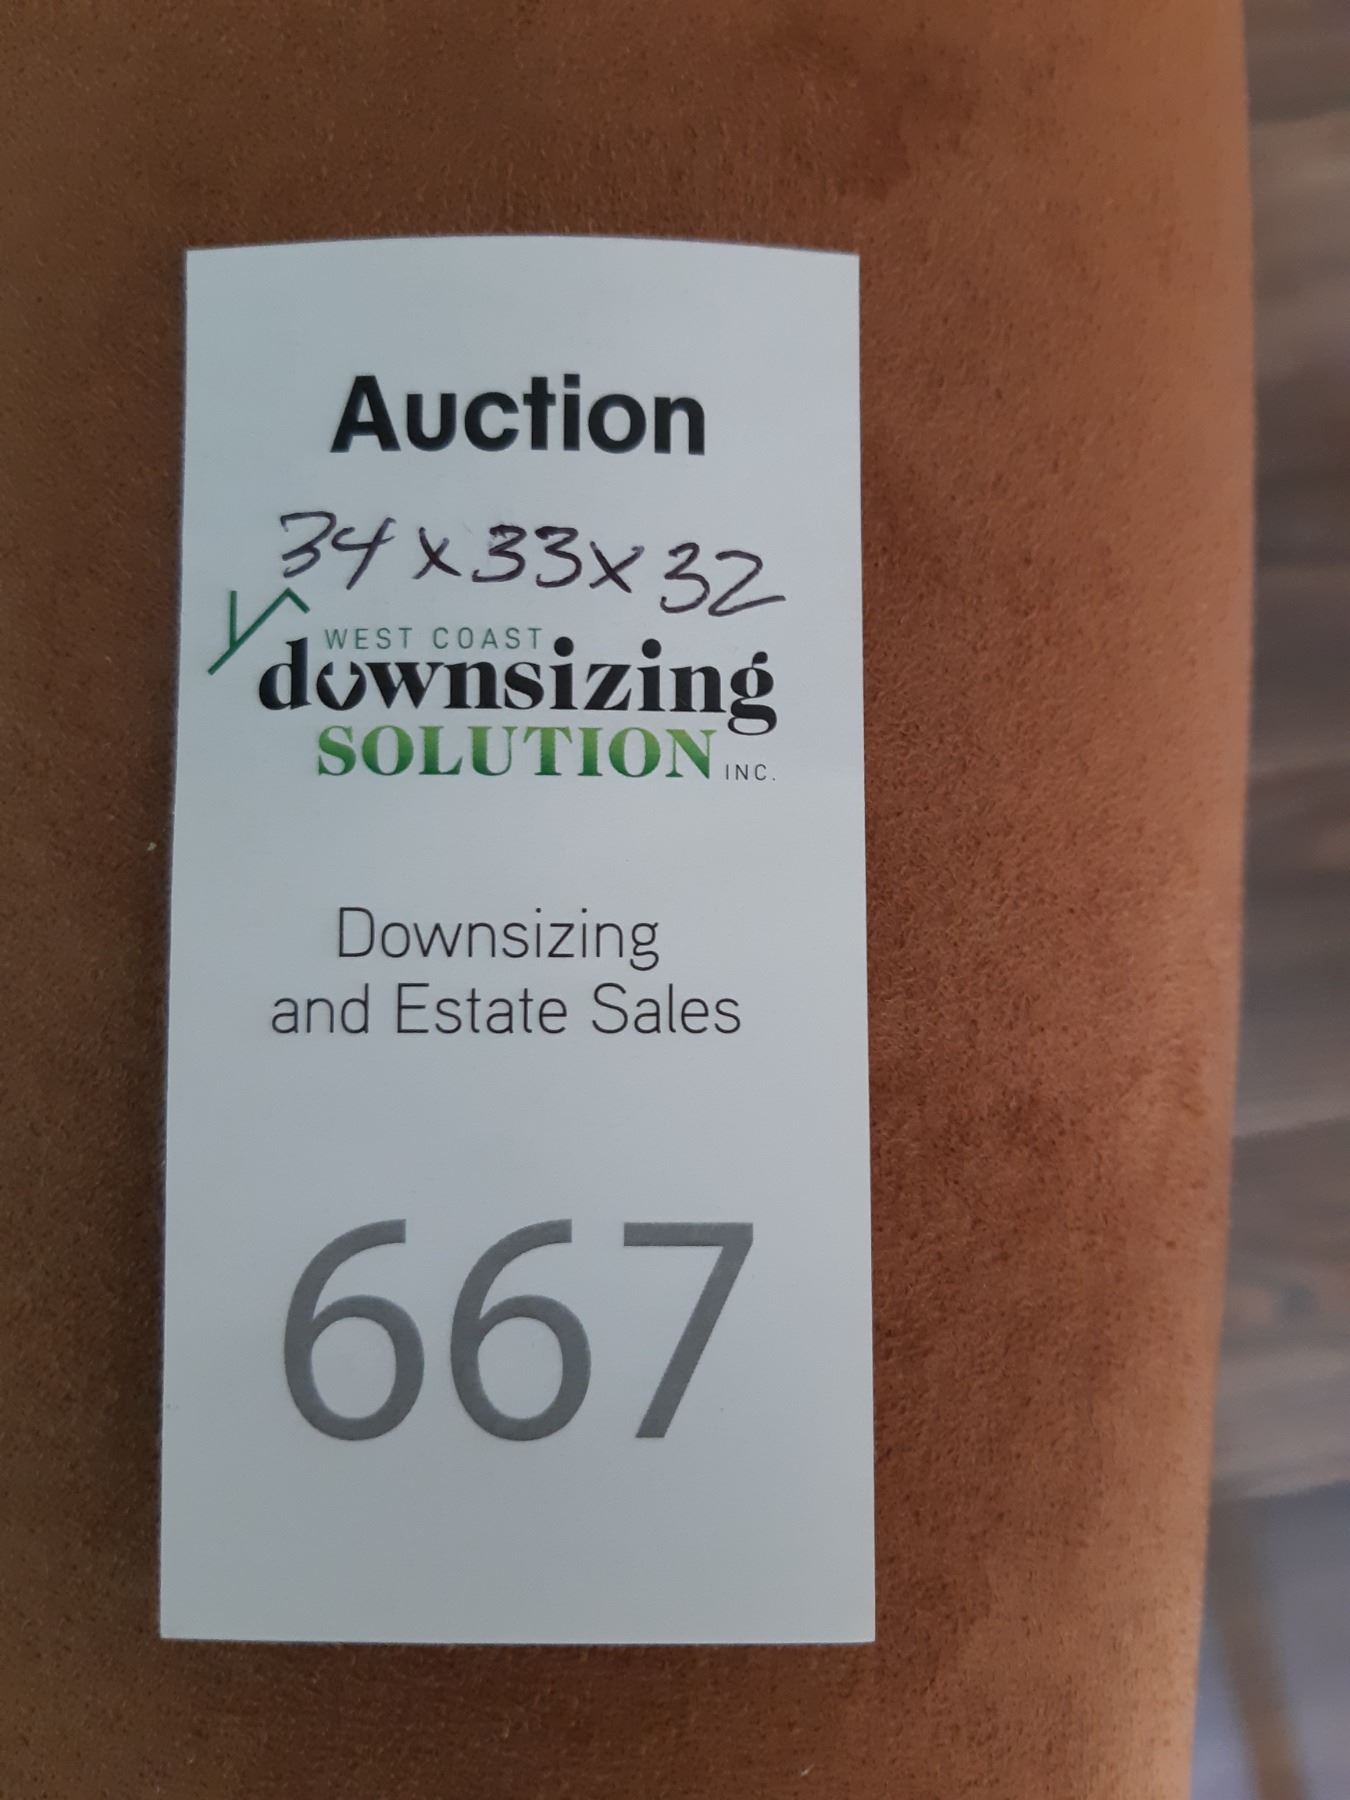 Auction
34 x 33 x 32
WEST COAST
downsizing
SOLUTION INC.
Downsizing
and Estate Sales
667